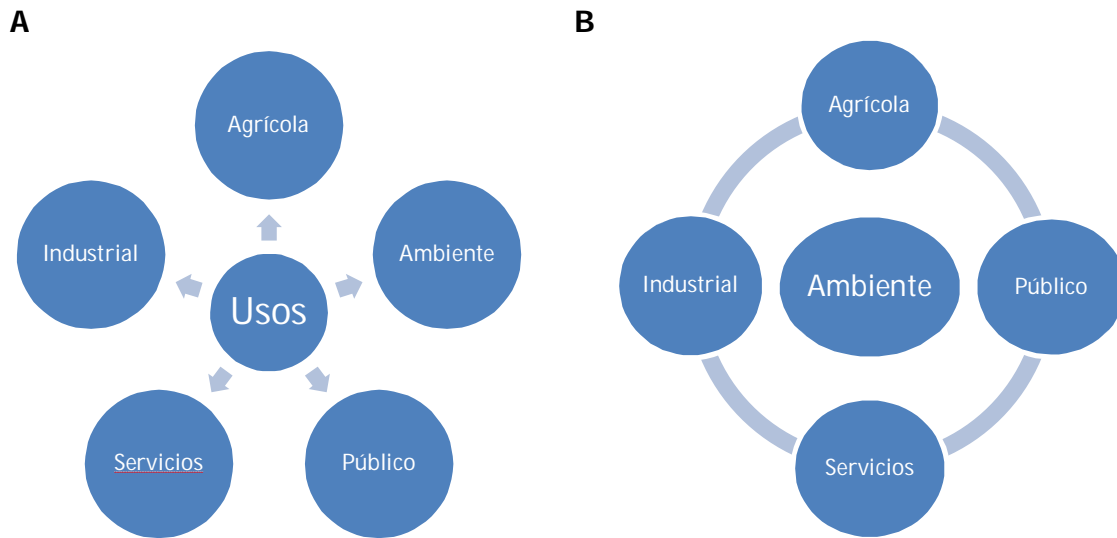 A
Agrícola
Industrial
Ambiente
Usos
Servicios
Público
B
Agrícola
Industrial
Ambiente
Público
Servicios